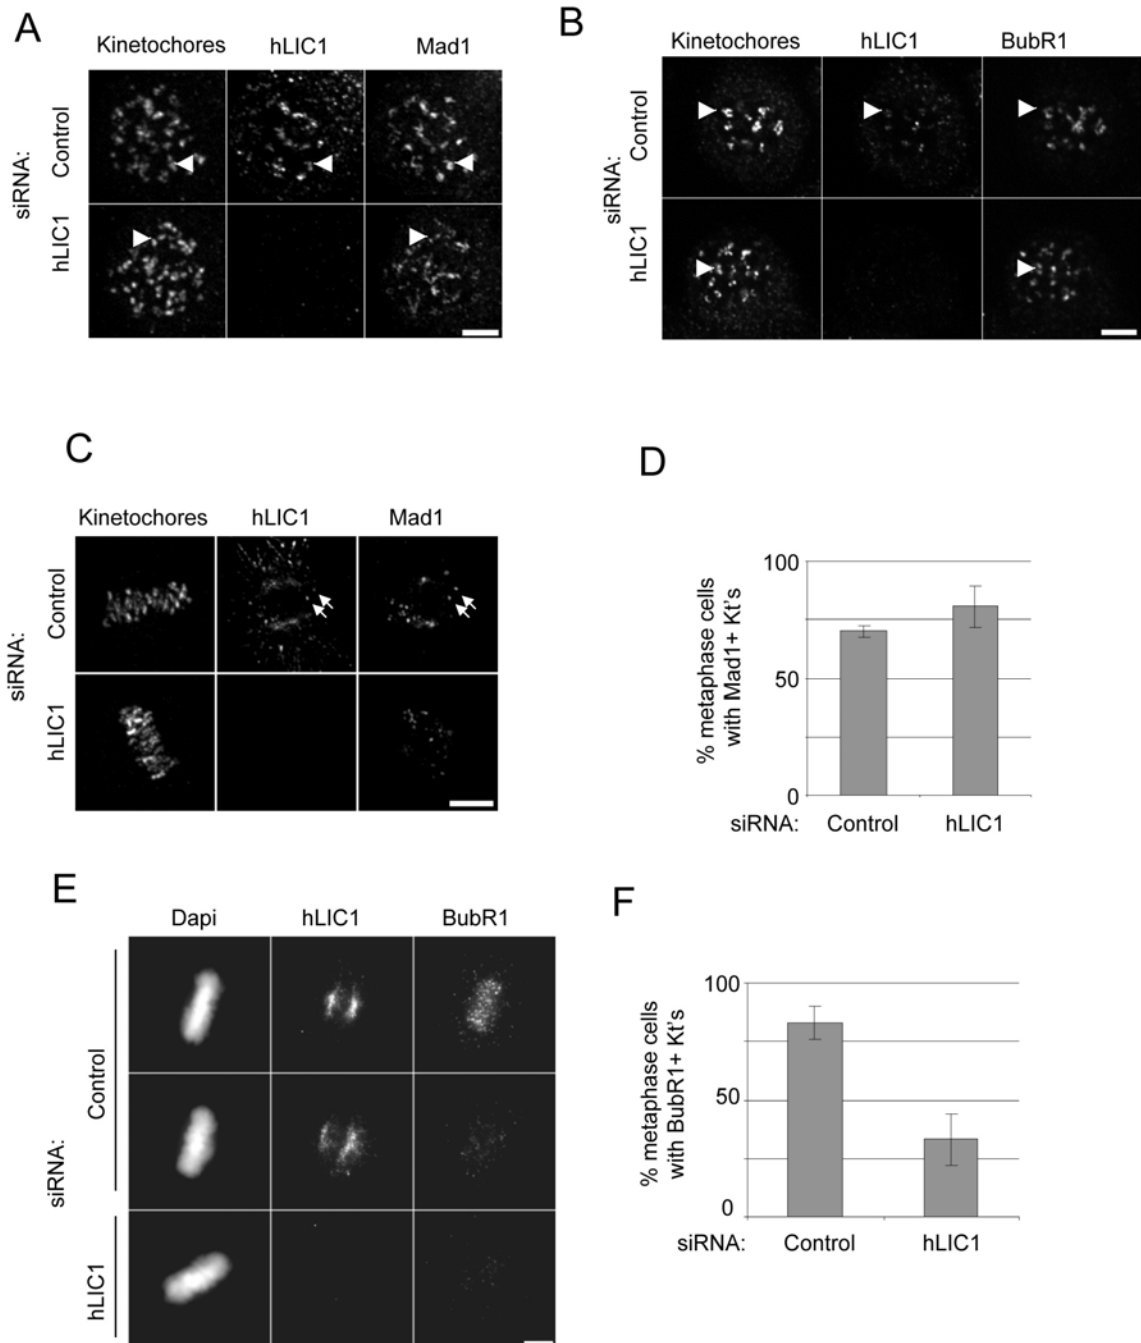 A
Kinetochores hLIC1 Mad1
siRNA:
Control
hLIC1
B
Kinetochores hLIC1 BubR1
siRNA:
Control
hLIC1
C
Kinetochores hLIC1 Mad1
siRNA:
Control
hLIC1
D
% metaphase cells
with Mad1+ Kt's
100
50
0
siRNA: Control hLIC1
E
Dapi hLIC1 BubR1
siRNA:
Control
hLIC1
F
% metaphase cells
with BubR1+ Kt's
100
50
0
siRNA: Control hLIC1